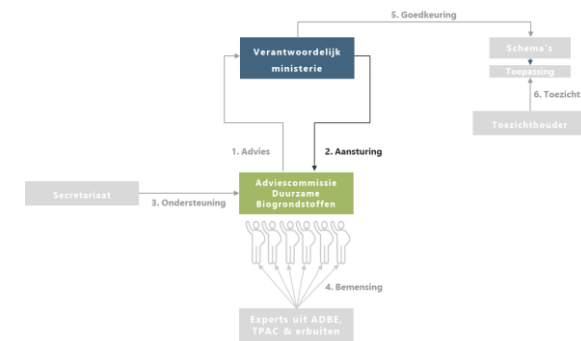 5. Goedkeuring
Verantwoordelijk
ministerie
Schema's
Toepassing
6. Toezicht
Toezichthouder
1. Advies
2. Aansturing
Adviescommissie
Duurzame
Biogrondstoffen
Secretariaat
3. Ondersteuning
4. Bemensing
Experts uit ADBE,
TPAC & erbuiten